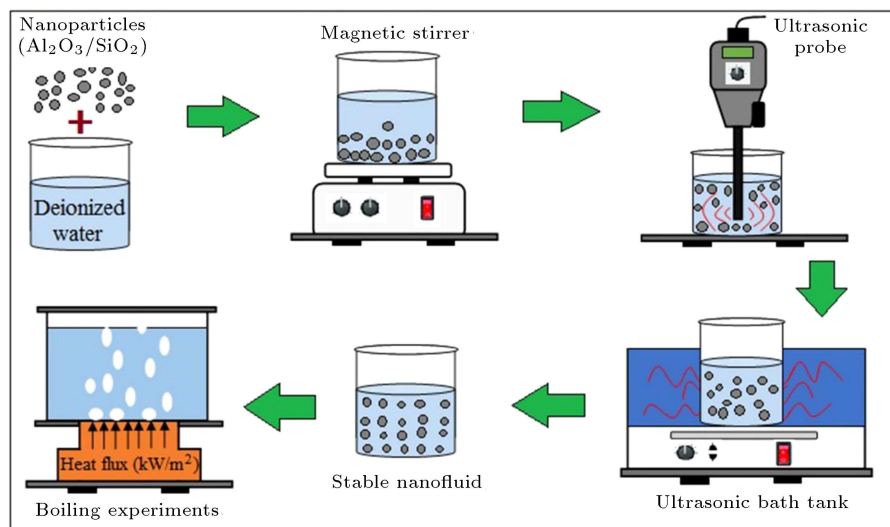 Nanoparticles
(Al₂O₃/SiO₂)
Magnetic stirrer
Ultrasonic
probe
Deionized
water
Heat flux (kW/m²)
Boiling experiments
Stable nanofluid
Ultrasonic bath tank